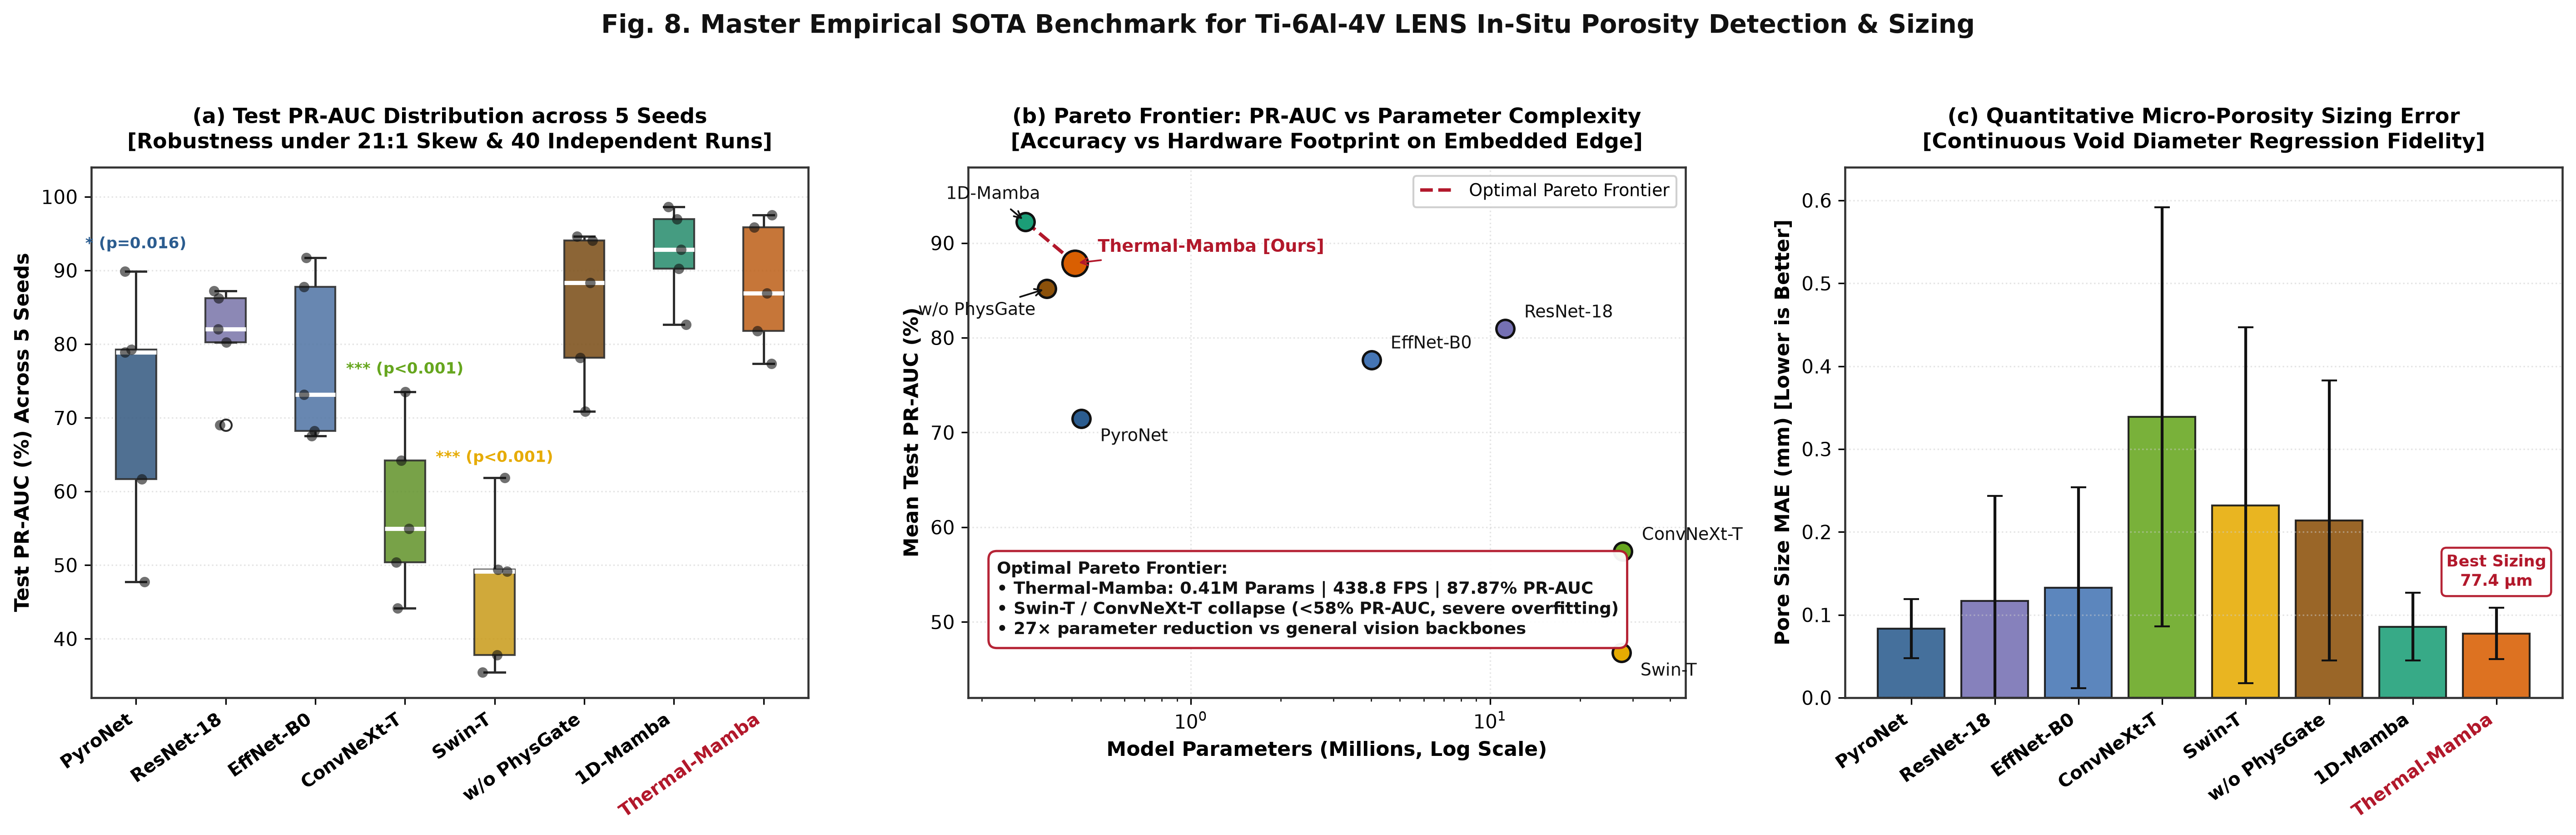 Fig. 8. Master Empirical SOTA Benchmark for Ti-6Al-4V LENS In-Situ Porosity Detection & Sizing
(a) Test PR-AUC Distribution across 5 Seeds
[Robustness under 21:1 Skew & 40 Independent Runs]
Test PR-AUC (%) Across 5 Seeds
100
90
80
70
60
50
40
* (p=0.016)
*** (p<0.001)
*** (p<0.001)
PyroNet
ResNet-18
EffNet-B0
ConvNeXt-T
Swin-T
w/o PhysGate
1D-Mamba
Thermal-Mamba
(b) Pareto Frontier: PR-AUC vs Parameter Complexity
[Accuracy vs Hardware Footprint on Embedded Edge]
Mean Test PR-AUC (%)
90
80
70
60
50
Optimal Pareto Frontier
1D-Mamba
Thermal-Mamba [Ours]
w/o PhysGate
ResNet-18
EffNet-B0
PyroNet
ConvNeXt-T
Optimal Pareto Frontier:
• Thermal-Mamba: 0.41M Params | 438.8 FPS | 87.87% PR-AUC
• Swin-T / ConvNeXt-T collapse (<58% PR-AUC, severe overfitting)
• 27× parameter reduction vs general vision backbones
Swin-T
10⁰
10¹
Model Parameters (Millions, Log Scale)
(c) Quantitative Micro-Porosity Sizing Error
[Continuous Void Diameter Regression Fidelity]
Pore Size MAE (mm) [Lower is Better]
0.6
0.5
0.4
0.3
0.2
0.1
0.0
Best Sizing
77.4 μm
PyroNet
ResNet-18
EffNet-B0
ConvNeXt-T
Swin-T
w/o PhysGate
1D-Mamba
Thermal-Mamba